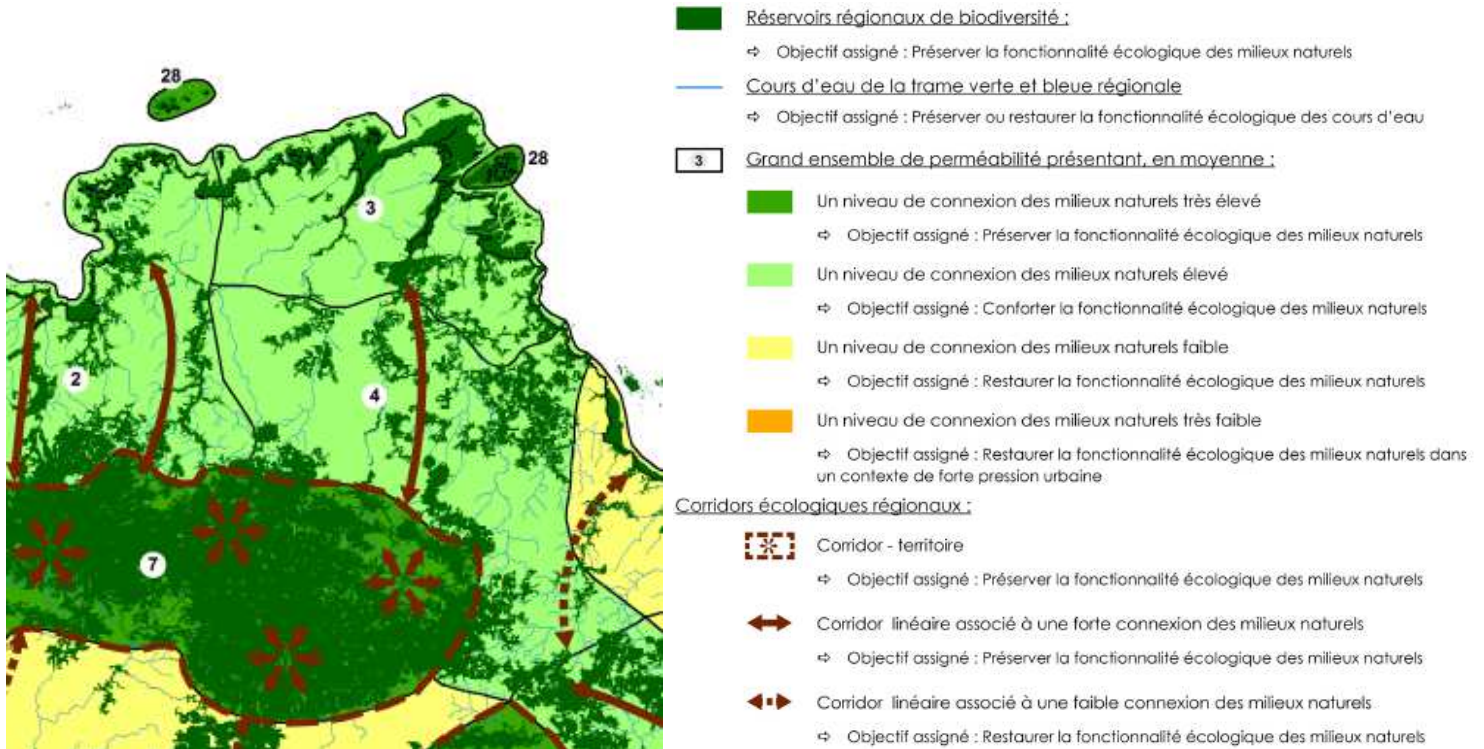 28
28
3
2
4
7
Réservoirs régionaux de biodiversité :
⇨ Objectif assigné : Préserver la fonctionnalité écologique des milieux naturels
Cours d'eau de la trame verte et bleue régionale
⇨ Objectif assigné : Préserver ou restaurer la fonctionnalité écologique des cours d'eau
3 Grand ensemble de perméabilité présentant, en moyenne :
Un niveau de connexion des milieux naturels très élevé
⇨ Objectif assigné : Préserver la fonctionnalité écologique des milieux naturels
Un niveau de connexion des milieux naturels élevé
⇨ Objectif assigné : Conforter la fonctionnalité écologique des milieux naturels
Un niveau de connexion des milieux naturels faible
⇨ Objectif assigné : Restaurer la fonctionnalité écologique des milieux naturels
Un niveau de connexion des milieux naturels très faible
⇨ Objectif assigné : Restaurer la fonctionnalité écologique des milieux naturels dans
un contexte de forte pression urbaine
Corridors écologiques régionaux :
Corridor - territoire
⇨ Objectif assigné : Préserver la fonctionnalité écologique des milieux naturels
Corridor linéaire associé à une forte connexion des milieux naturels
⇨ Objectif assigné : Préserver la fonctionnalité écologique des milieux naturels
Corridor linéaire associé à une faible connexion des milieux naturels
⇨ Objectif assigné : Restaurer la fonctionnalité écologique des milieux naturels